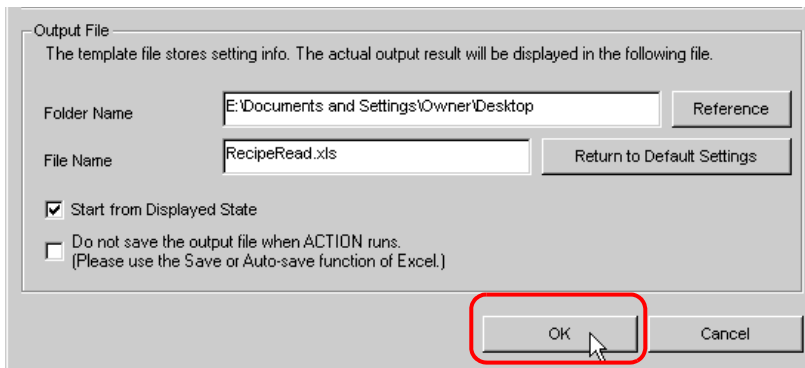 Output File
The template file stores setting info. The actual output result will be displayed in the following file.
Folder Name
E:\Documents and Settings\Owner\Desktop
Reference
File Name
RecipeRead.xls
Return to Default Settings
Start from Displayed State
Do not save the output file when ACTION runs.
(Please use the Save or Auto-save function of Excel.)
OK
Cancel